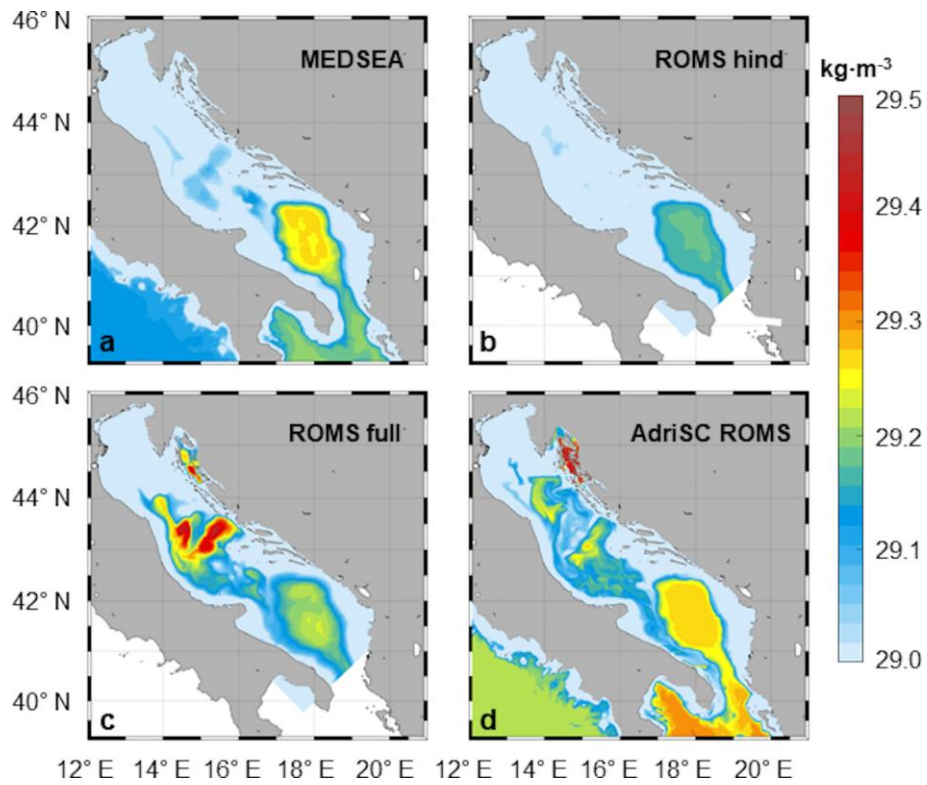 46° N
44° N
42° N
40° N
MEDSEA
a
ROMS hind
b
kg·m-3
29.5
29.4
29.3
29.2
29.1
29.0
46° N
44° N
42° N
40° N
ROMS full
c
AdriSC ROMS
d
12° E 14° E 16° E 18° E 20° E
12° E 14° E 16° E 18° E 20° E